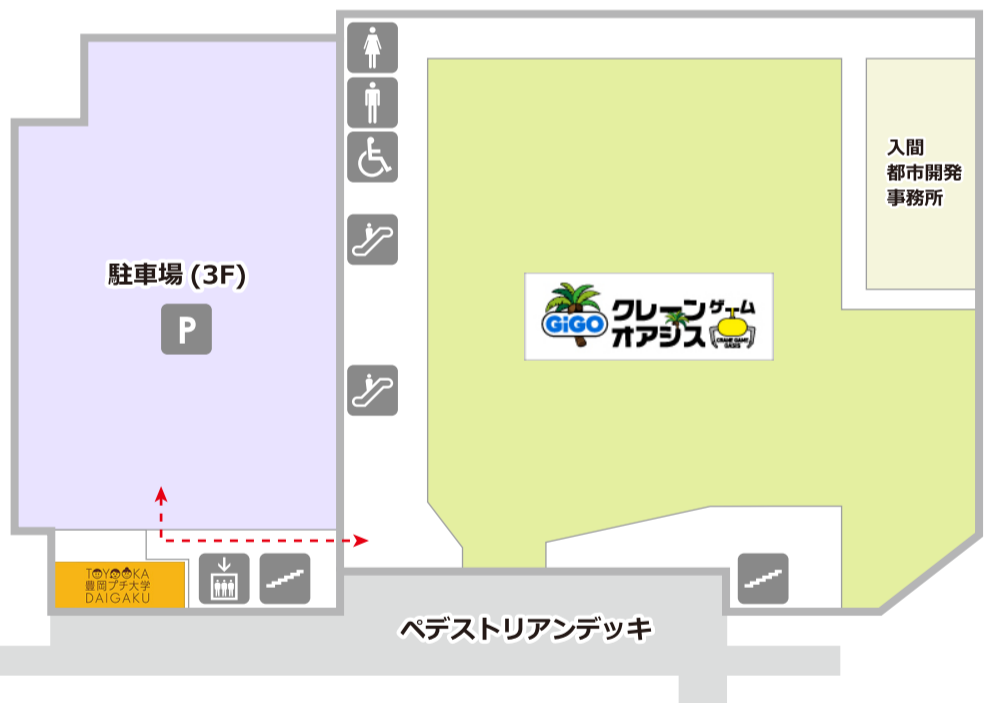 入間
都市開発
事務所
駐車場 (3F)
P
GiGO
クレーンゲーム
オアシス
CRANE GAME
OASIS
TOYOOKA
豊岡プチ大学
DAIGAKU
ペデストリアンデッキ